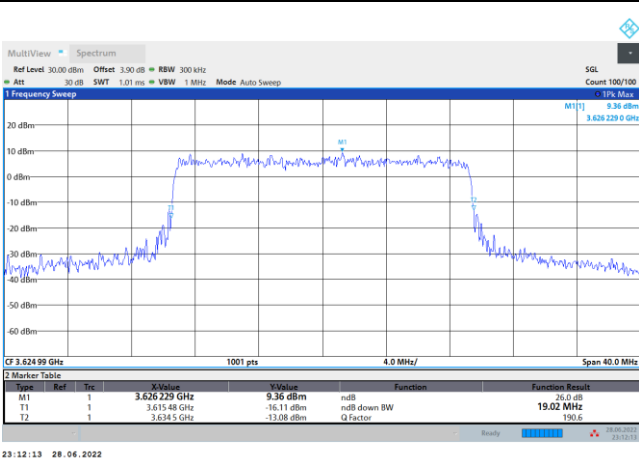 MultiView Spectrum
Ref Level 30.00 dBm Offset 3.90 dB RBW 300 kHz SGL
Att 30 dB SWT 1.01 ms VBW 1 MHz Mode Auto Sweep Count 100/100
1 Frequency Sweep 1Pk Max
M1[1] 9.36 dBm
3.626 229 0 GHz
20 dBm
M1
10 dBm
0 dBm
-10 dBm
T1
T2
-20 dBm
-30 dBm
-40 dBm
-50 dBm
-60 dBm
CF 3.624 99 GHz 1001 pts 4.0 MHz/ Span 40.0 MHz
2 Marker Table
Type Ref Trc X-Value Y-Value Function Function Result
M1 1 3.626 229 GHz 9.36 dBm ndB 26.0 dB
T1 1 3.615 48 GHz -16.11 dBm ndB down BW 19.02 MHz
T2 1 3.634 5 GHz -13.08 dBm Q Factor 190.6
Ready 28.06.2022
23:12:13
23:12:13 28.06.2022